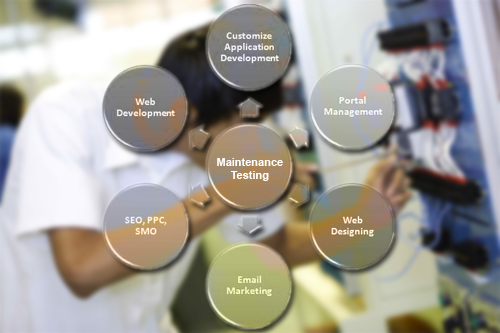 Customize
Application
Development
Web
Development
Portal
Management
Maintenance
Testing
SEO, PPC,
SMO
Web
Designing
Email
Marketing